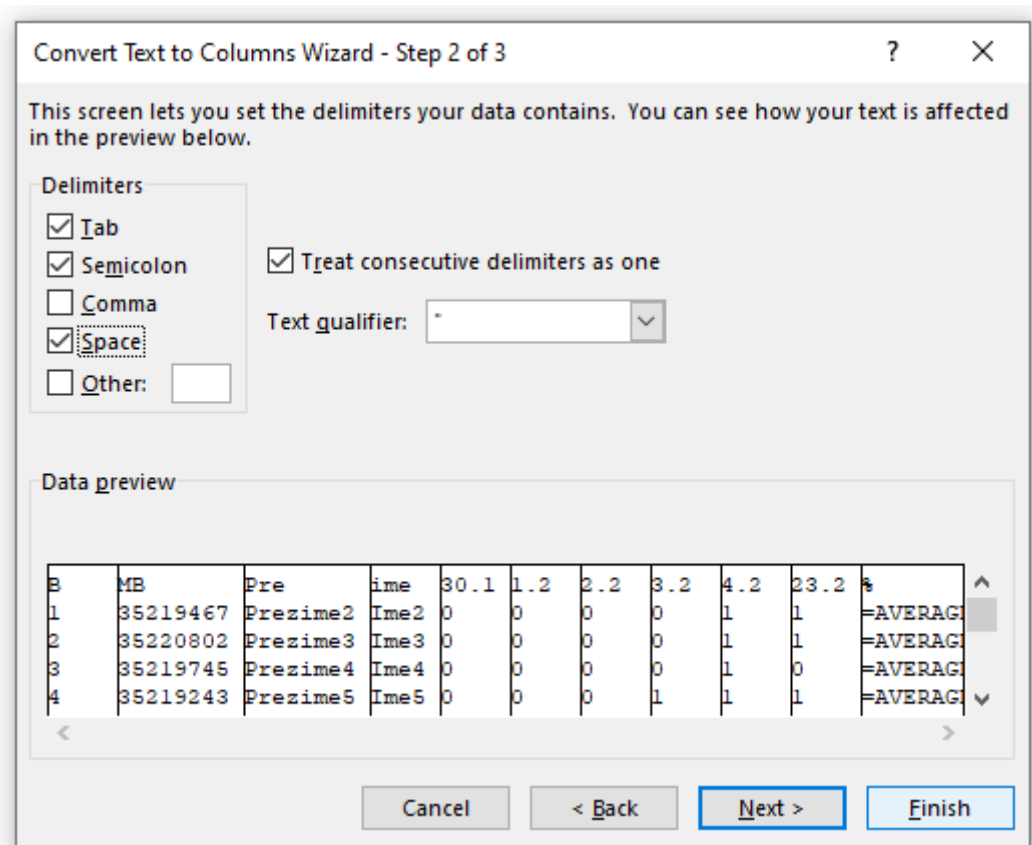 Convert Text to Columns Wizard - Step 2 of 3 ? ×
This screen lets you set the delimiters your data contains. You can see how your text is affected
in the preview below.
Delimiters
Tab
Semicolon
Comma
Space
Other:
Treat consecutive delimiters as one
Text qualifier: "
Data preview
B MB Pre ime 30.1 1.2 2.2 3.2 4.2 23.2 %
1 35219467 Prezime2 Ime2 0 0 0 0 1 1 =AVERAGE
2 35220802 Prezime3 Ime3 0 0 0 0 1 1 =AVERAGE
3 35219745 Prezime4 Ime4 0 0 0 0 1 0 =AVERAGE
4 35219243 Prezime5 Ime5 0 0 0 1 1 1 =AVERAGE
Cancel < Back Next > Finish